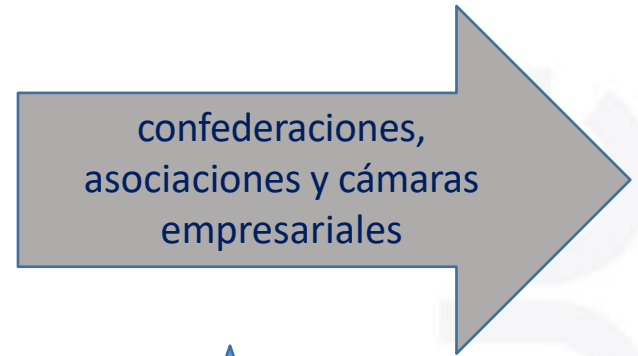 confederaciones,
asociaciones y cámaras
empresariales